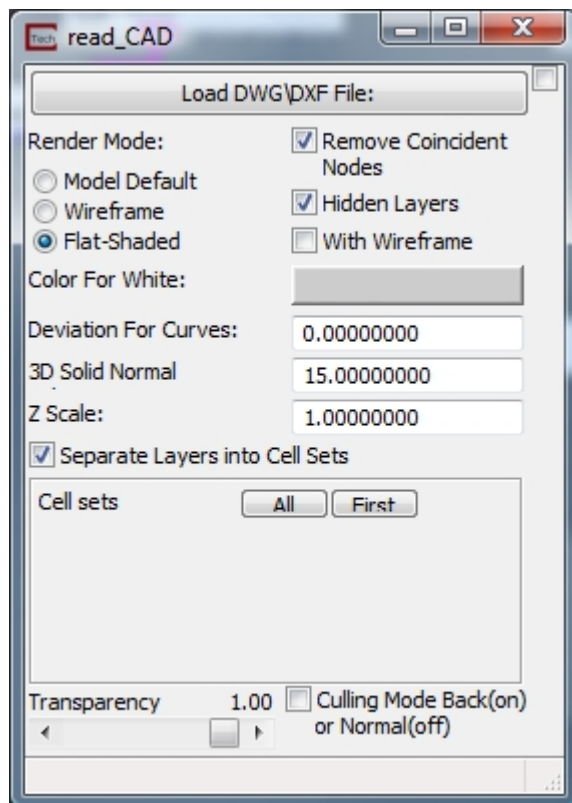 Tech read_CAD
Load DWG\DXF File:
Render Mode:
Remove Coincident
Nodes
Model Default
Wireframe
Hidden Layers
Flat-Shaded
With Wireframe
Color For White:
Deviation For Curves:
0.00000000
3D Solid Normal
15.00000000
Z Scale:
1.00000000
Separate Layers into Cell Sets
Cell sets
All
First
Transparency
1.00
Culling Mode Back(on)
or Normal(off)